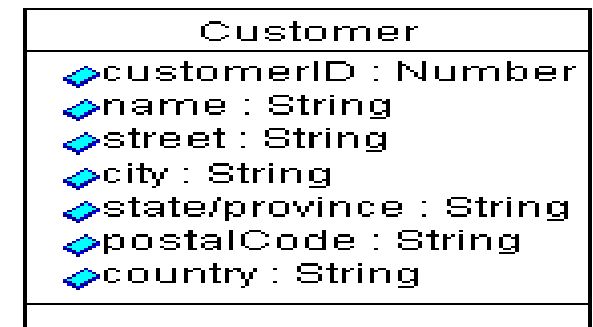 Customer
customerID : Number
name : String
street : String
city : String
state/province : String
postalCode : String
country : String